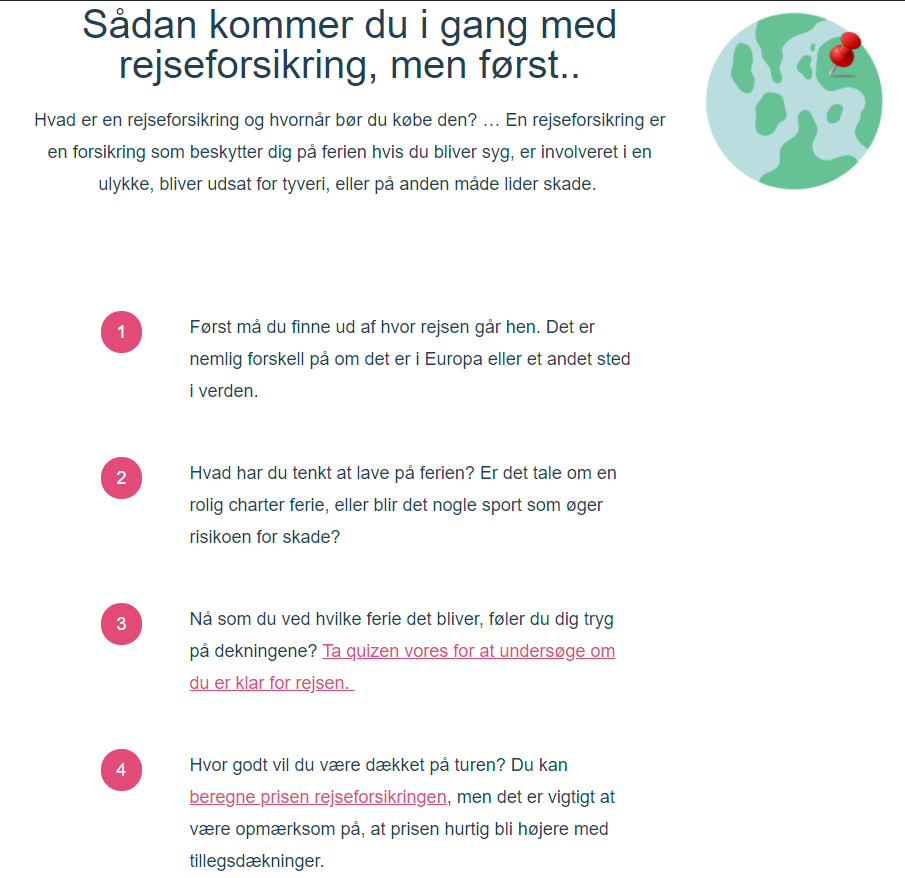 Sådan kommer du i gang med
rejseforsikring, men først..
Hvad er en rejseforsikring og hvornår bør du købe den? … En rejseforsikring er
en forsikring som beskytter dig på ferien hvis du bliver syg, er involveret i en
ulykke, bliver udsat for tyveri, eller på anden måde lider skade.
1
Først må du finne ud af hvor rejsen går hen. Det er
nemlig forskell på om det er i Europa eller et andet sted
i verden.
2
Hvad har du tenkt at lave på ferien? Er det tale om en
rolig charter ferie, eller blir det nogle sport som øger
risikoen for skade?
3
Nå som du ved hvilke ferie det bliver, føler du dig tryg
på dekningene? Ta quizen vores for at undersøge om
du er klar for rejsen.
4
Hvor godt vil du være dækket på turen? Du kan
beregne prisen rejseforsikringen, men det er vigtigt at
være opmærksom på, at prisen hurtig bli højere med
tillegsdækninger.